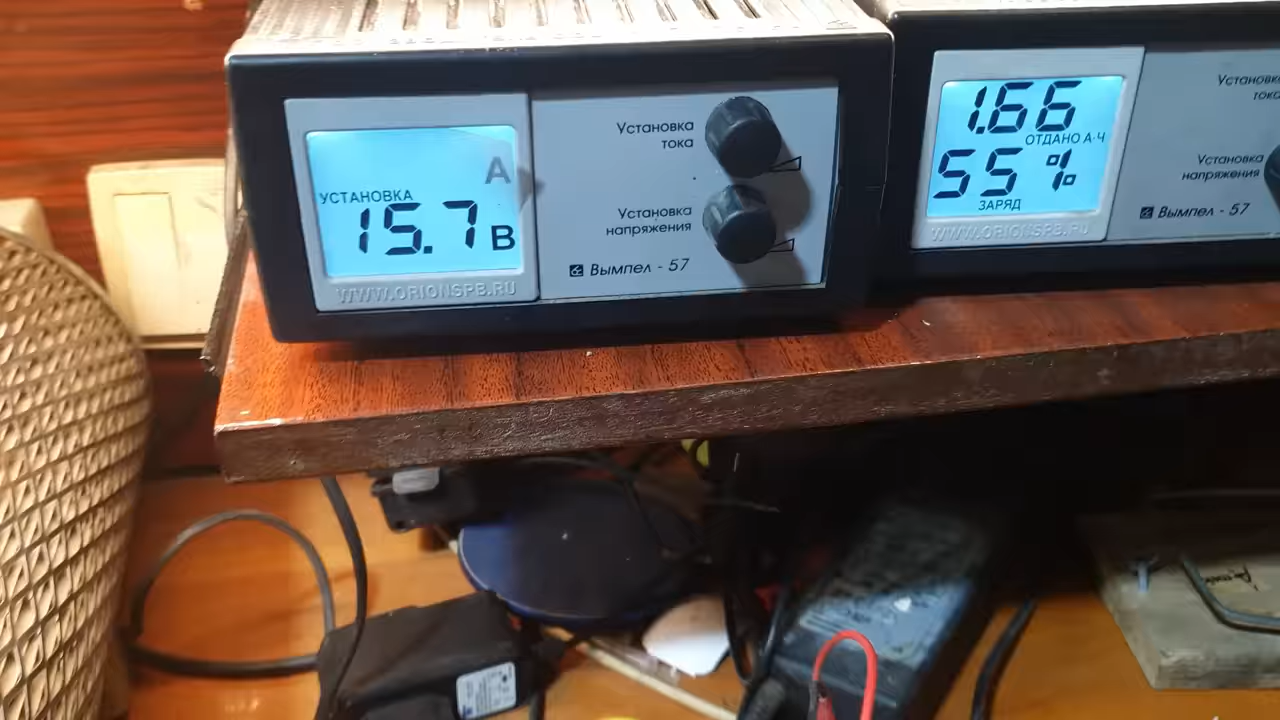 А
УСТАНОВКА
15.7 В
WWW.ORIONSPB.RU
Установка
тока
Установка
напряжения
Вымпел - 57
1.66
ОТДАНО А·Ч
55 %
ЗАРЯД
WWW.ORIONSPB.RU
Установка
тока
Установка
напряжения
Вымпел - 57